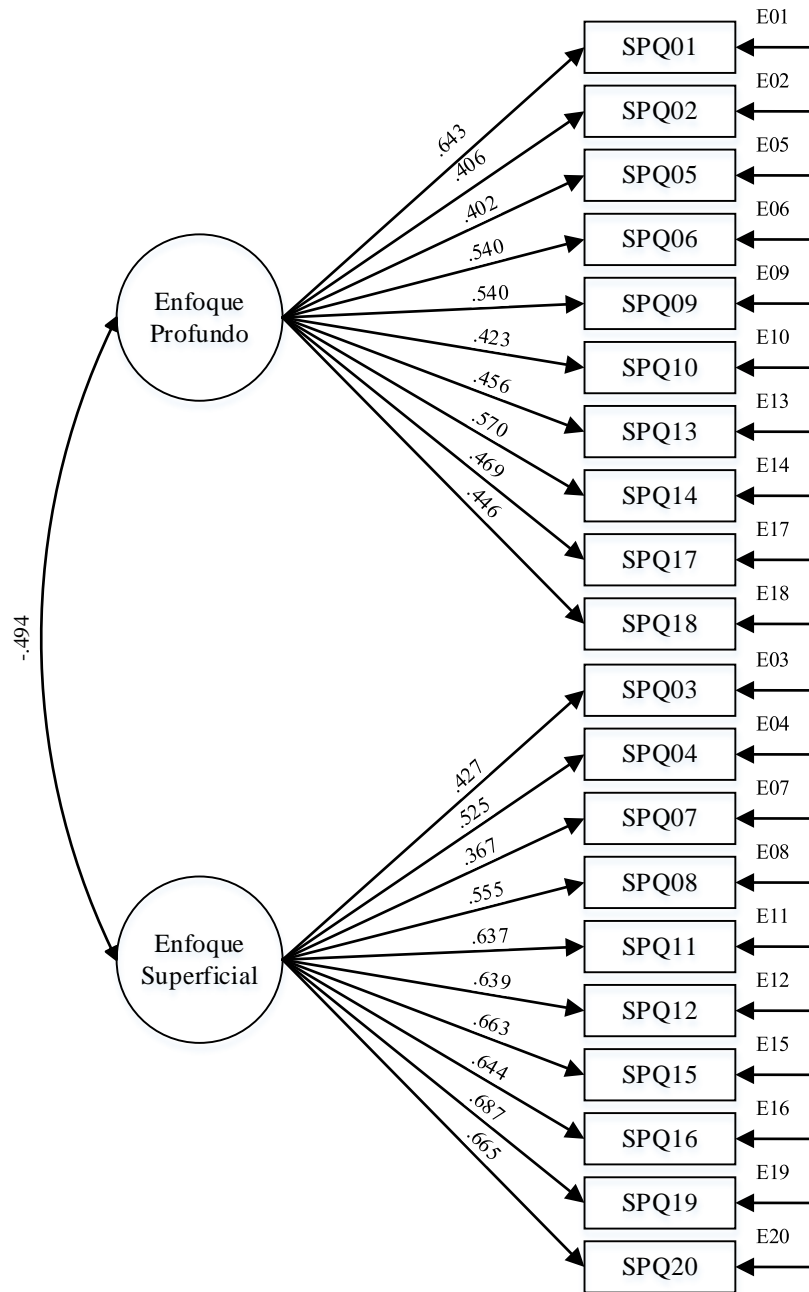 E01
SPQ01
E02
SPQ02
E05
SPQ05
E06
SPQ06
E09
SPQ09
E10
SPQ10
E13
SPQ13
E14
SPQ14
E17
SPQ17
E18
SPQ18
.643
.406
.402
.540
.540
.423
.456
.570
.469
.446
Enfoque
Profundo
-.494
E03
SPQ03
E04
SPQ04
E07
SPQ07
E08
SPQ08
E11
SPQ11
E12
SPQ12
E15
SPQ15
E16
SPQ16
E19
SPQ19
E20
SPQ20
.427
.525
.367
.555
.637
.639
.663
.644
.687
.665
Enfoque
Superficial